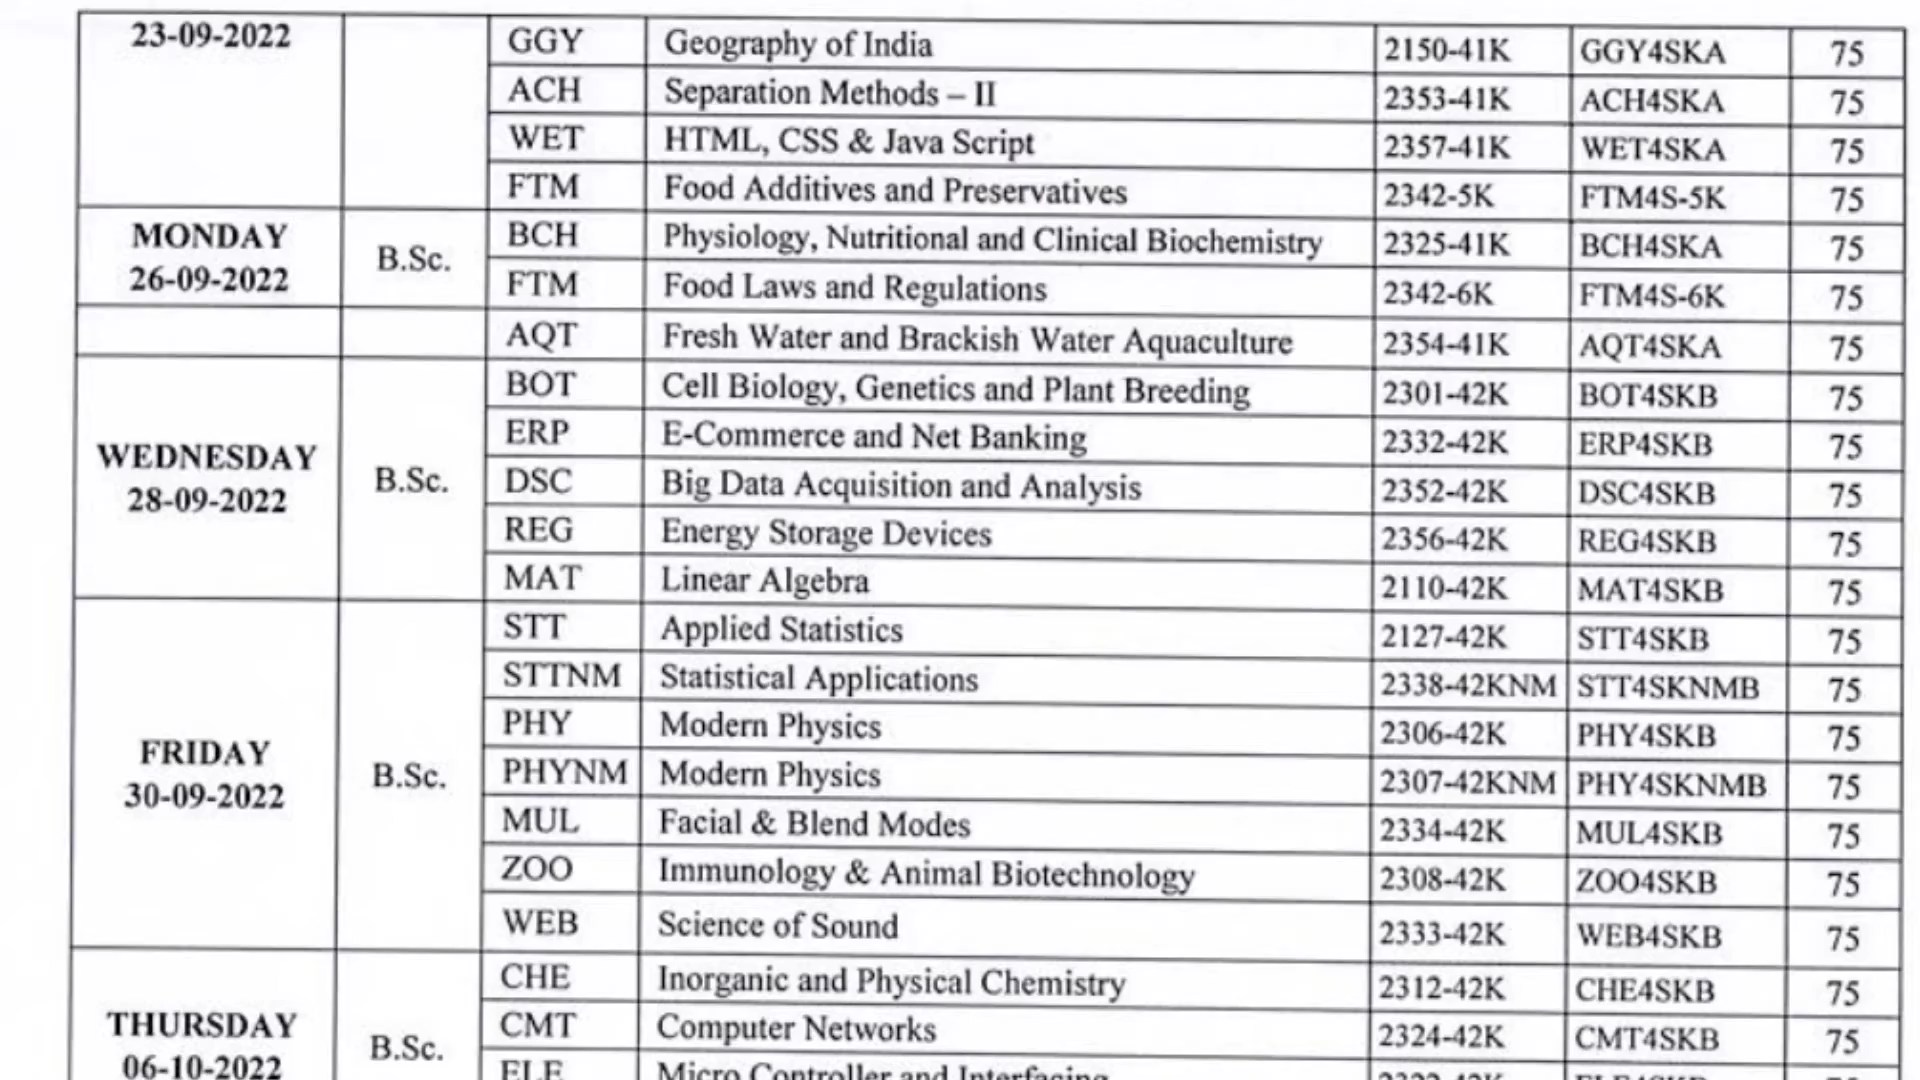 23-09-2022 GGY Geography of India 2150-41K GGY4SKA 75
ACH Separation Methods – II 2353-41K ACH4SKA 75
WET HTML, CSS & Java Script 2357-41K WET4SKA 75
FTM Food Additives and Preservatives 2342-5K FTM4S-5K 75
MONDAY
26-09-2022 B.Sc. BCH Physiology, Nutritional and Clinical Biochemistry 2325-41K BCH4SKA 75
FTM Food Laws and Regulations 2342-6K FTM4S-6K 75
AQT Fresh Water and Brackish Water Aquaculture 2354-41K AQT4SKA 75
WEDNESDAY
28-09-2022 B.Sc. BOT Cell Biology, Genetics and Plant Breeding 2301-42K BOT4SKB 75
ERP E-Commerce and Net Banking 2332-42K ERP4SKB 75
DSC Big Data Acquisition and Analysis 2352-42K DSC4SKB 75
REG Energy Storage Devices 2356-42K REG4SKB 75
MAT Linear Algebra 2110-42K MAT4SKB 75
FRIDAY
30-09-2022 B.Sc. STT Applied Statistics 2127-42K STT4SKB 75
STTNM Statistical Applications 2338-42KNM STT4SKNMB 75
PHY Modern Physics 2306-42K PHY4SKB 75
PHYNM Modern Physics 2307-42KNM PHY4SKNMB 75
MUL Facial & Blend Modes 2334-42K MUL4SKB 75
ZOO Immunology & Animal Biotechnology 2308-42K ZOO4SKB 75
WEB Science of Sound 2333-42K WEB4SKB 75
THURSDAY
06-10-2022 B.Sc. CHE Inorganic and Physical Chemistry 2312-42K CHE4SKB 75
CMT Computer Networks 2324-42K CMT4SKB 75
ELE Micro Controller and Interfacing